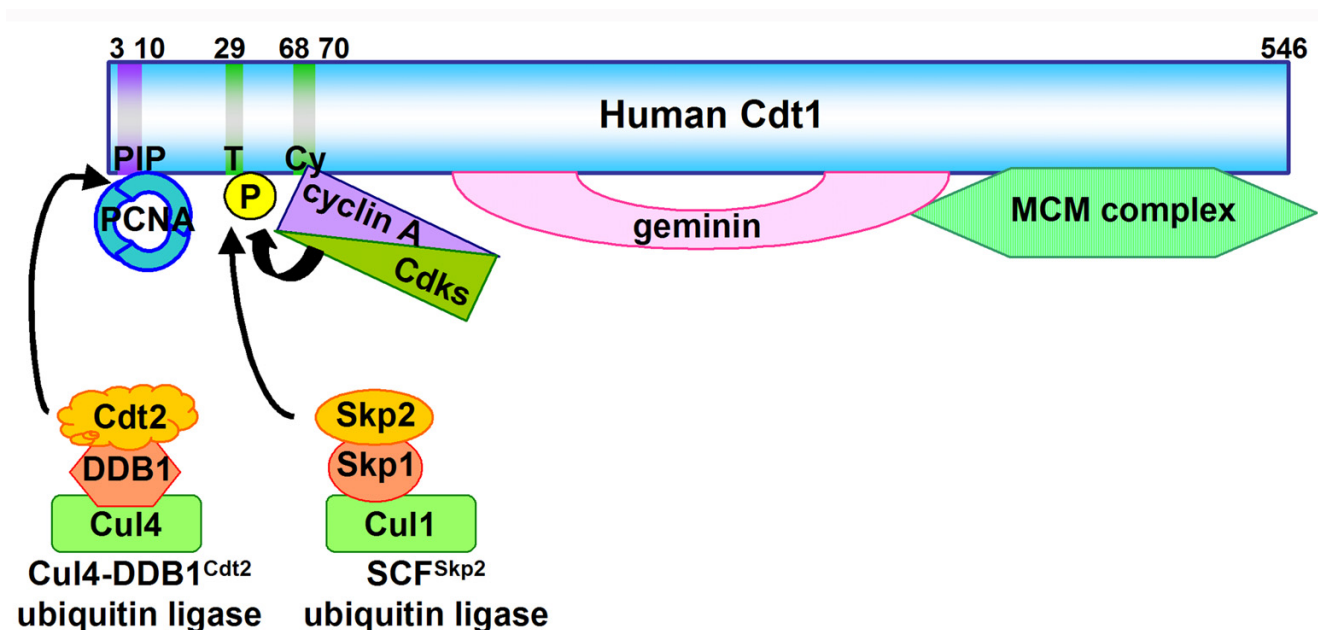 3 10 29 68 70 546
Human Cdt1
PIP T Cy
PCNA P cyclin A geminin MCM complex
Cdks
Cdt2 Skp2
DDB1 Skp1
Cul4 Cul1
Cul4-DDB1Cdt2 SCFSkp2
ubiquitin ligase ubiquitin ligase